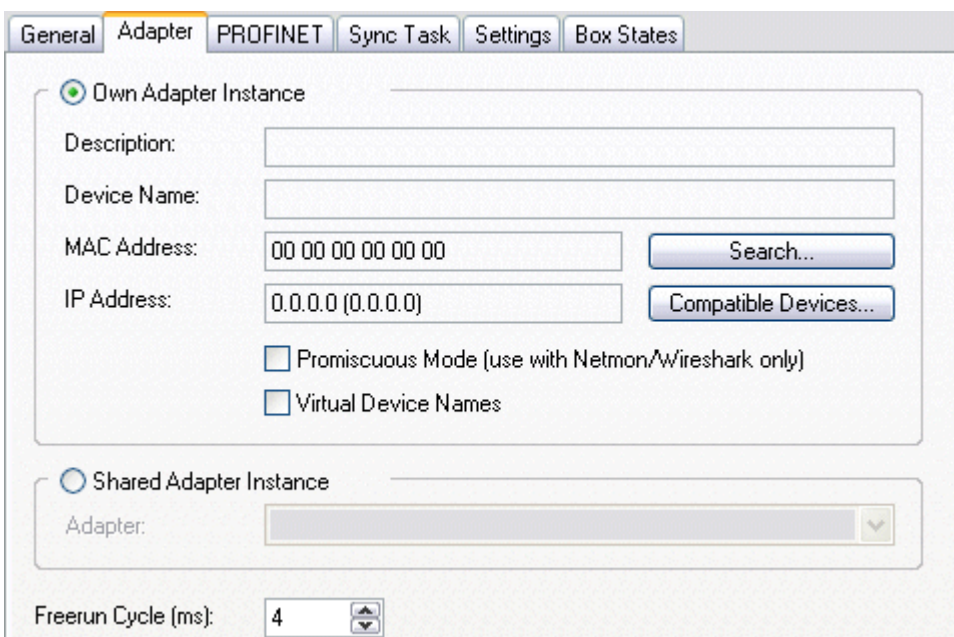 General Adapter PROFINET Sync Task Settings Box States
Own Adapter Instance
Description:
Device Name:
MAC Address: 00 00 00 00 00 00 Search...
IP Address: 0.0.0.0 (0.0.0.0) Compatible Devices...
Promiscuous Mode (use with Netmon/Wireshark only)
Virtual Device Names
Shared Adapter Instance
Adapter:
Freerun Cycle (ms): 4